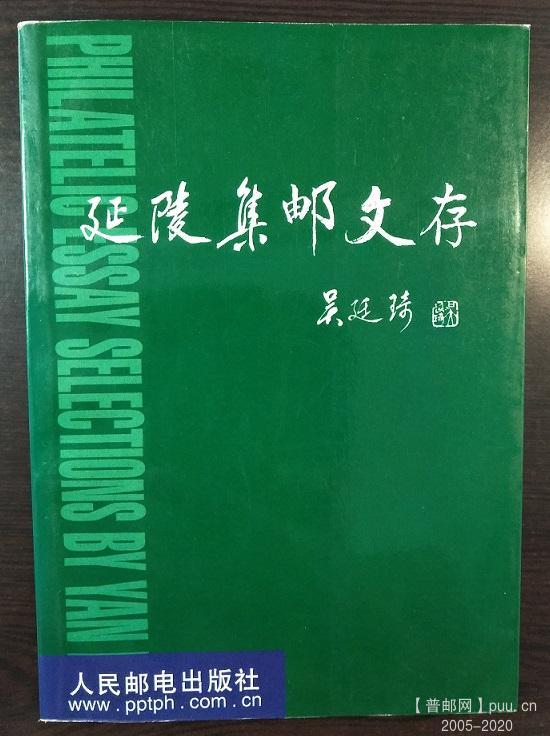 PHILATELIC ESSAY SELECTIONS BY YAN
延陵集邮文存
吴廷琦
人民邮电出版社
www.pptph.com.cn
【普邮网】puu.cn
2005-2020